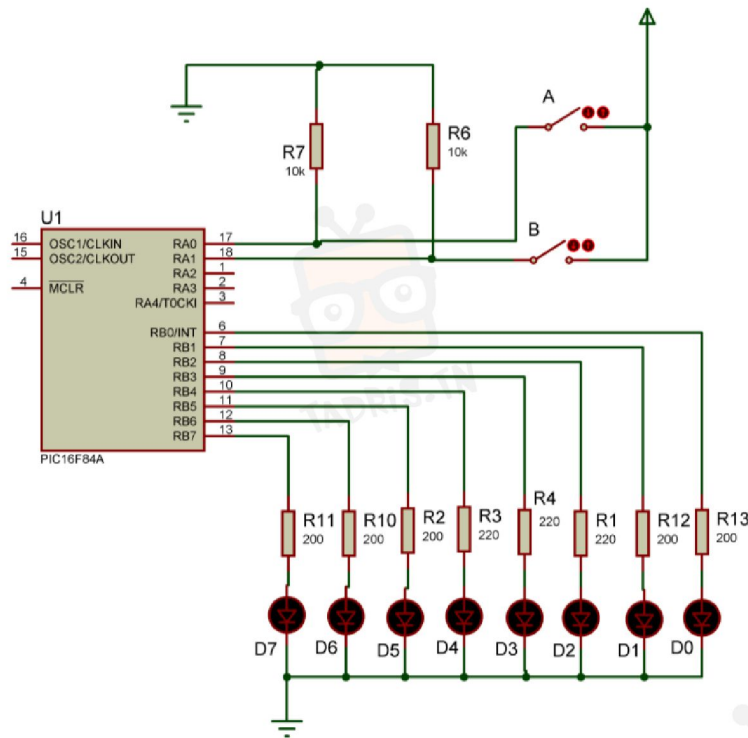 A
R7
10k
R6
10k
B
U1
16 OSC1/CLKIN RA0 17
15 OSC2/CLKOUT RA1 18
RA2 1
4 MCLR RA3 2
RA4/T0CKI 3
RB0/INT 6
RB1 7
RB2 8
RB3 9
RB4 10
RB5 11
RB6 12
RB7 13
PIC16F84A
TADRIS.TN
R11
200
R10
200
R2
200
R3
220
R4
220
R1
220
R12
200
R13
200
D7 D6 D5 D4 D3 D2 D1 D0